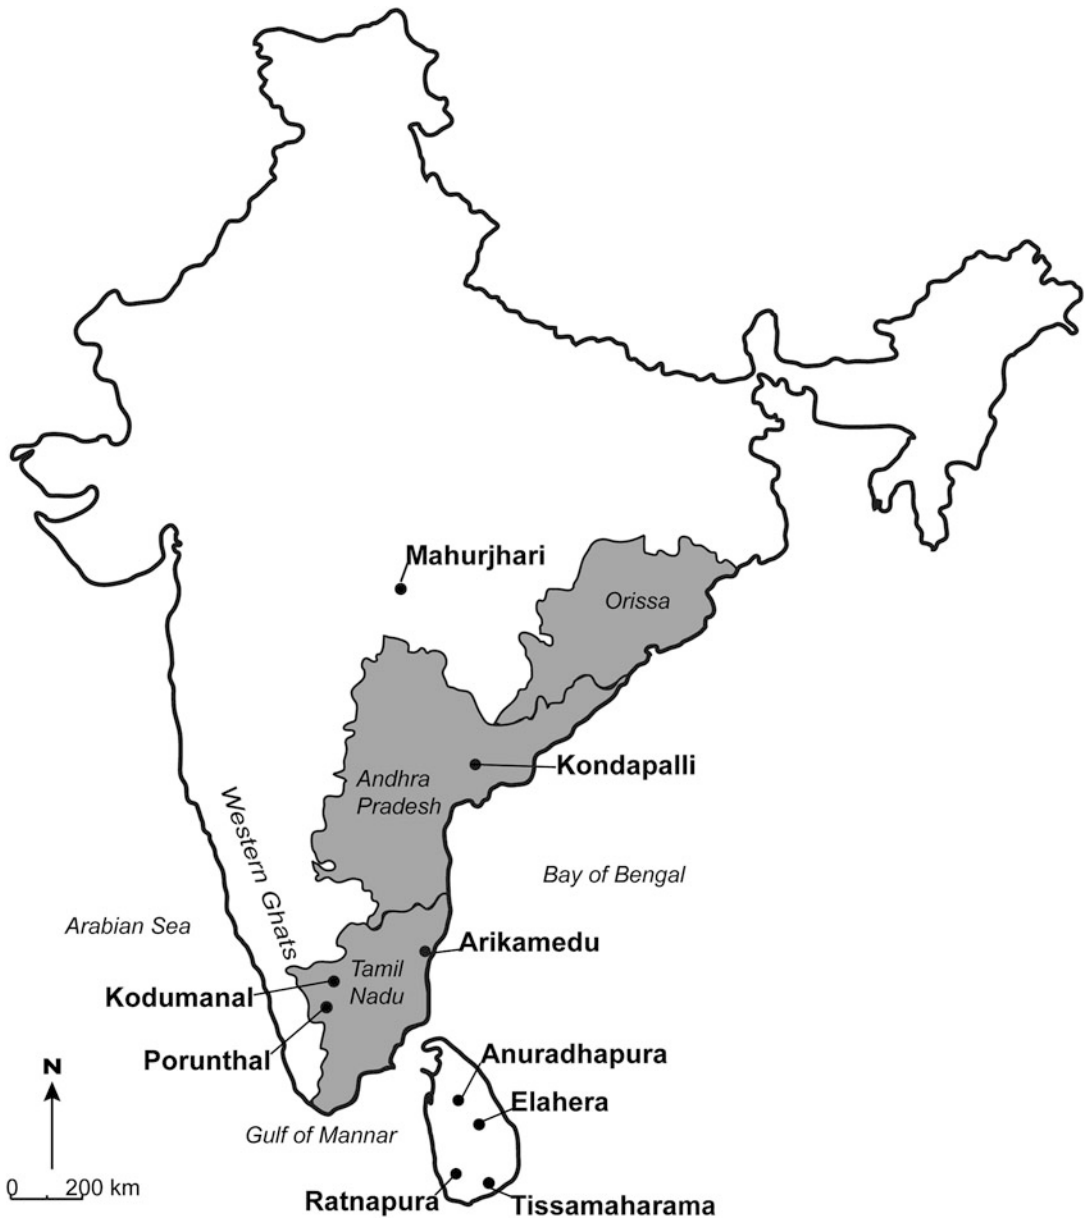 Mahurjhari
Orissa
Kondapalli
Andhra
Pradesh
Western Ghats
Bay of Bengal
Arabian Sea
Arikamedu
Tamil
Nadu
Kodumanal
Porunthal
N
Anuradhapura
Elahera
Gulf of Mannar
0 200 km
Ratnapura
Tissamaharama